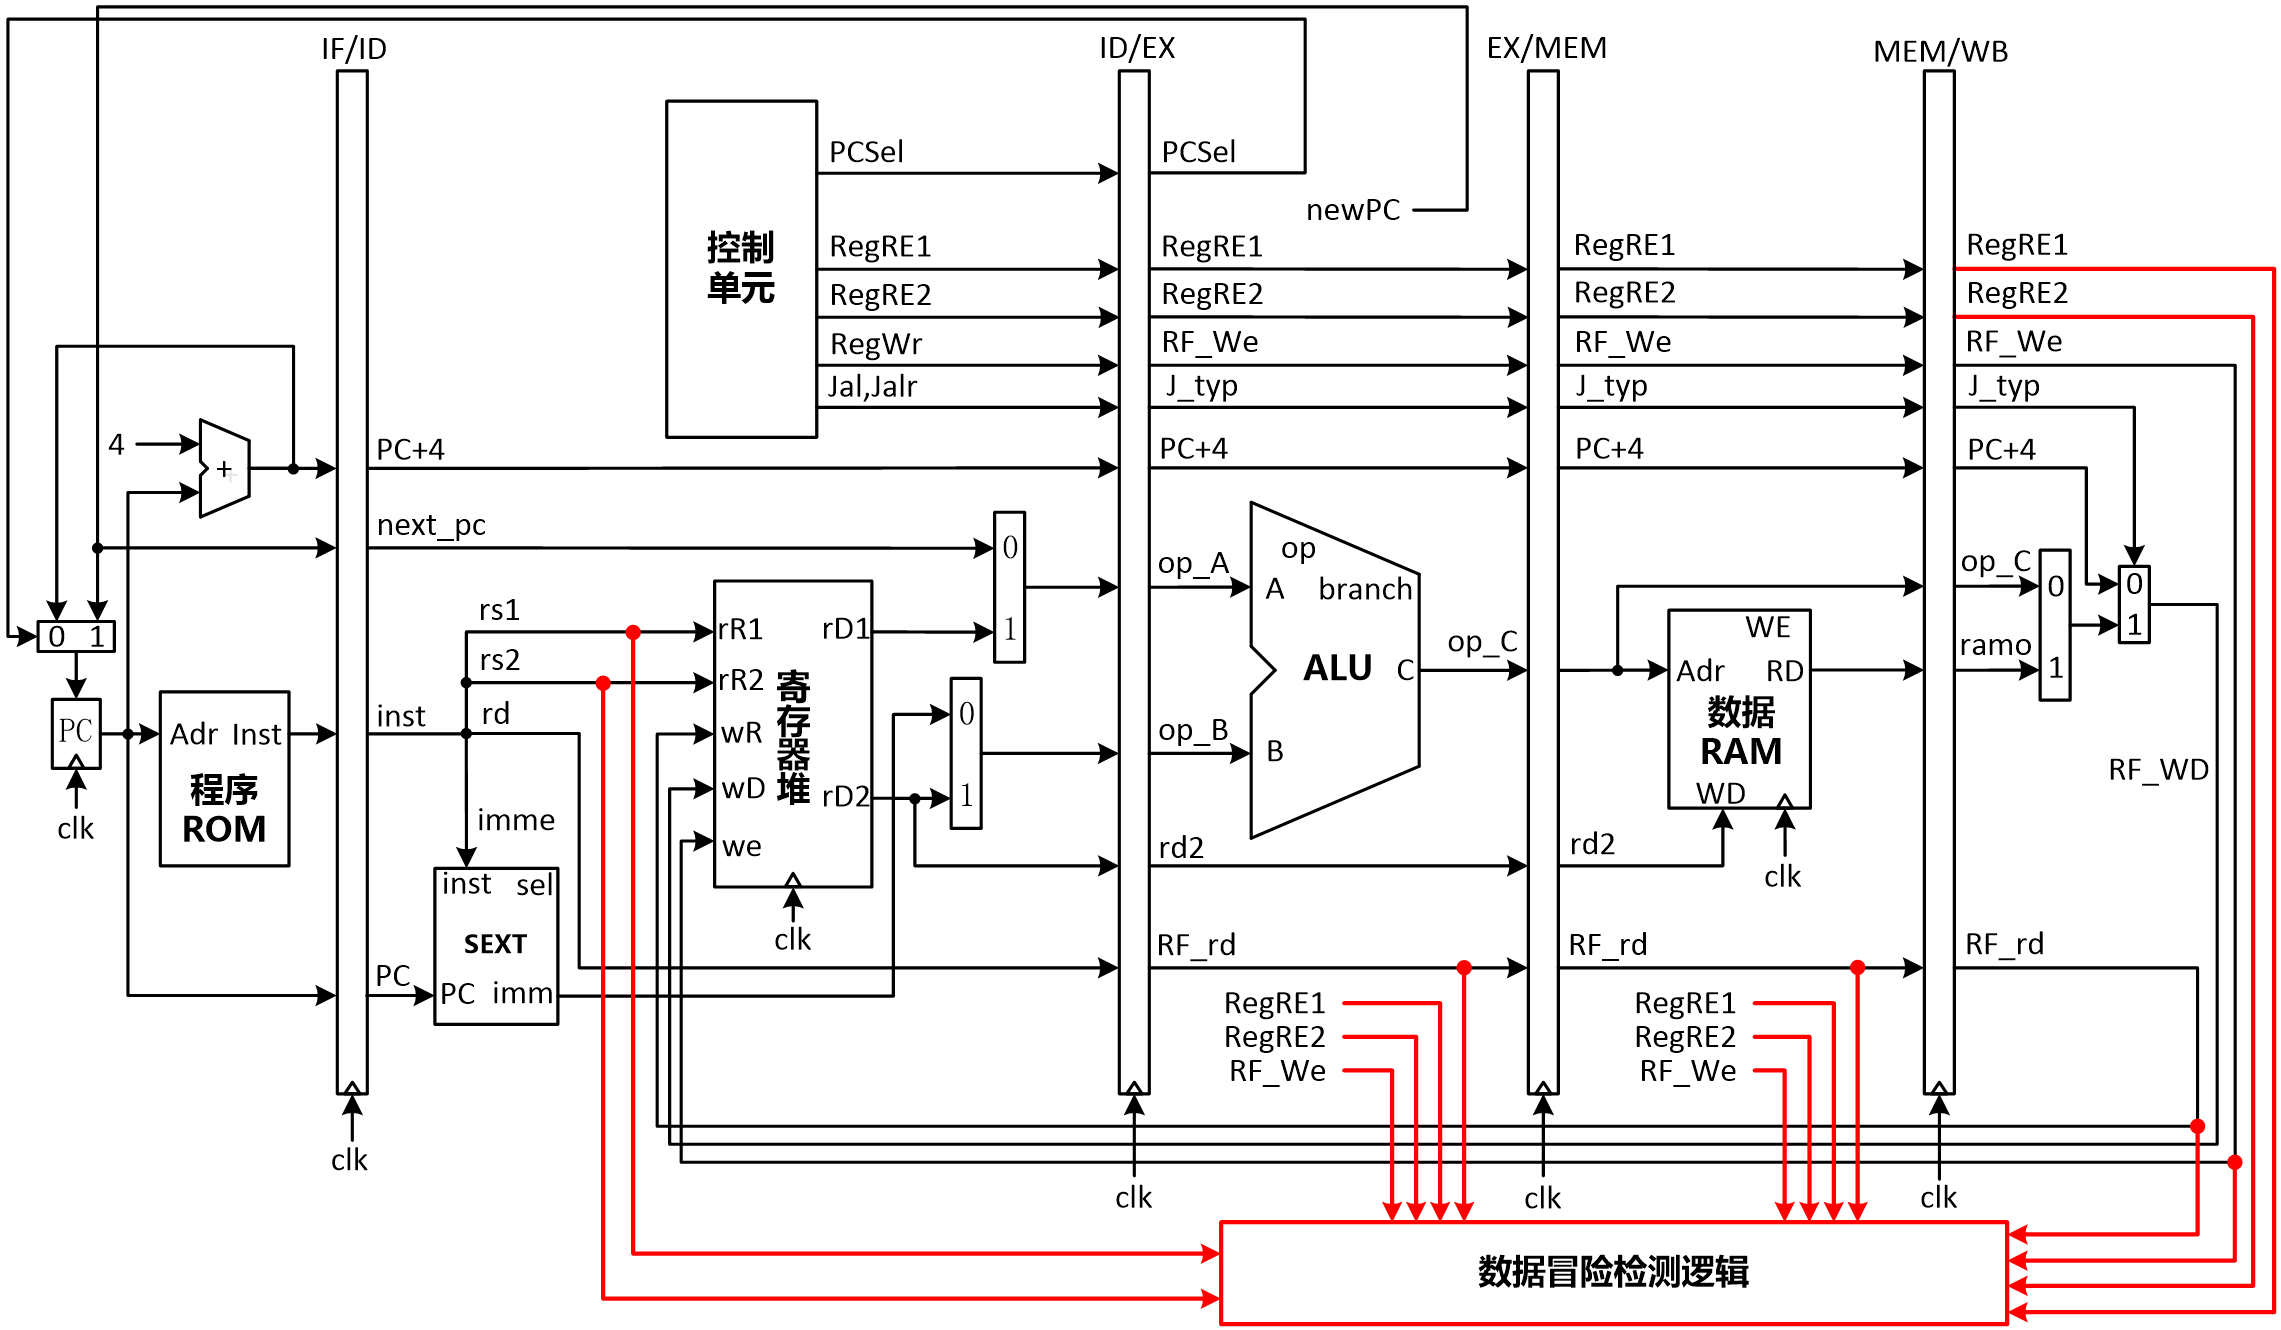 IF/ID
ID/EX
EX/MEM
MEM/WB
PCSel
PCSel
newPC
控制
单元
RegRE1
RegRE1
RegRE1
RegRE1
RegRE2
RegRE2
RegRE2
RegRE2
RegWr
RF_We
RF_We
RF_We
Jal,Jalr
J_typ
J_typ
J_typ
4
+
PC+4
PC+4
PC+4
PC+4
next_pc
0
1
op_A
op
A
branch
op_C
0
1
0
1
rs1
rR1
rD1
0 1
rs2
rR2
寄存器堆
ALU
C
op_C
WE
Adr
RD
数据
RAM
WD
clk
ramo
PC
clk
Adr
Inst
程序
ROM
inst
rd
wR
wD
rD2
we
clk
0
1
op_B
B
RF_WD
imme
inst
sel
SEXT
PC
PC
imm
rd2
rd2
RF_rd
RF_rd
RF_rd
RegRE1
RegRE2
RF_We
RegRE1
RegRE2
RF_We
clk
clk
clk
clk
数据冒险检测逻辑